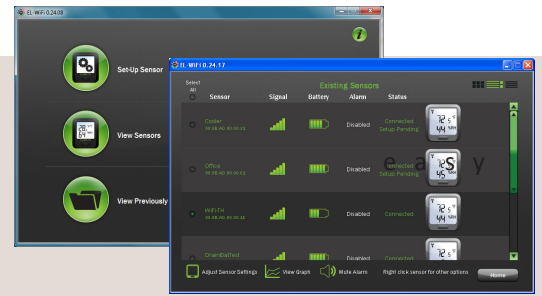 EL-WiFi 0.24.08
Set-Up Sensor
View Sensors
View Previously
EL-WiFi 0.24.17
Select All
Existing Sensors
Sensor Signal Battery Alarm Status
Cooler Disabled Connected
Setup Pending
Office Disabled Connected
Setup Pending
easy
WiFi-TH Disabled Connected
Disabled Connected
Adjust Sensor Settings View Graph Mute Alarm Right click sensor for other options Home